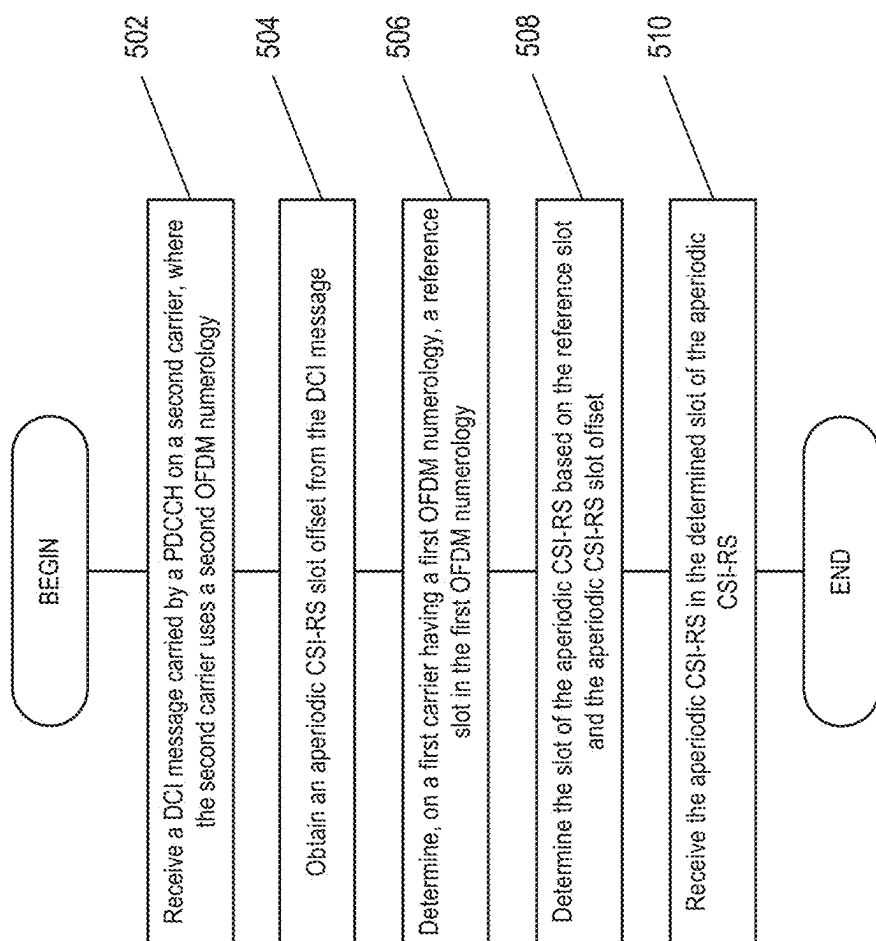 BEGIN
Receive a DCI message carried by a PDCCH on a second carrier, where
the second carrier uses a second OFDM numerology
502
Obtain an aperiodic CSI-RS slot offset from the DCI message
504
Determine, on a first carrier having a first OFDM numerology, a reference
slot in the first OFDM numerology
506
Determine the slot of the aperiodic CSI-RS based on the reference slot
and the aperiodic CSI-RS slot offset
508
Receive the aperiodic CSI-RS in the determined slot of the aperiodic
CSI-RS
510
END